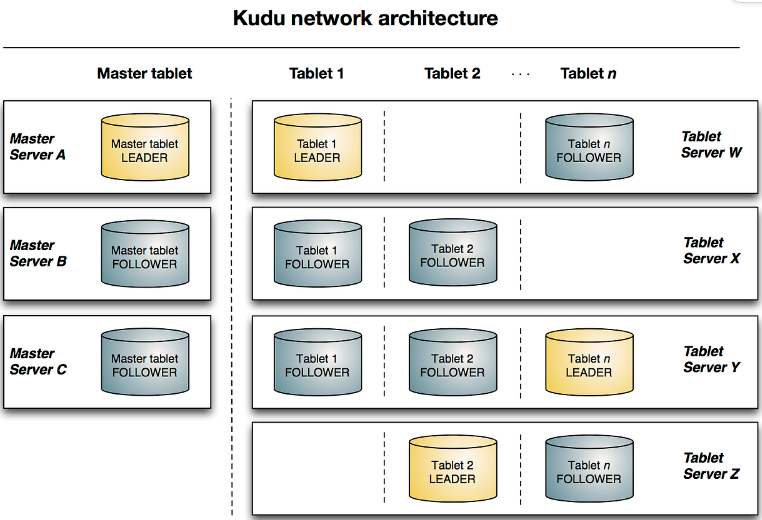 Kudu network architecture
Master tablet
Tablet 1
Tablet 2
· · ·
Tablet n
Master
Server A
Master tablet
LEADER
Tablet 1
LEADER
Tablet n
FOLLOWER
Tablet
Server W
Master
Server B
Master tablet
FOLLOWER
Tablet 1
FOLLOWER
Tablet 2
FOLLOWER
Tablet
Server X
Master
Server C
Master tablet
FOLLOWER
Tablet 1
FOLLOWER
Tablet 2
FOLLOWER
Tablet n
LEADER
Tablet
Server Y
Tablet 2
LEADER
Tablet n
FOLLOWER
Tablet
Server Z